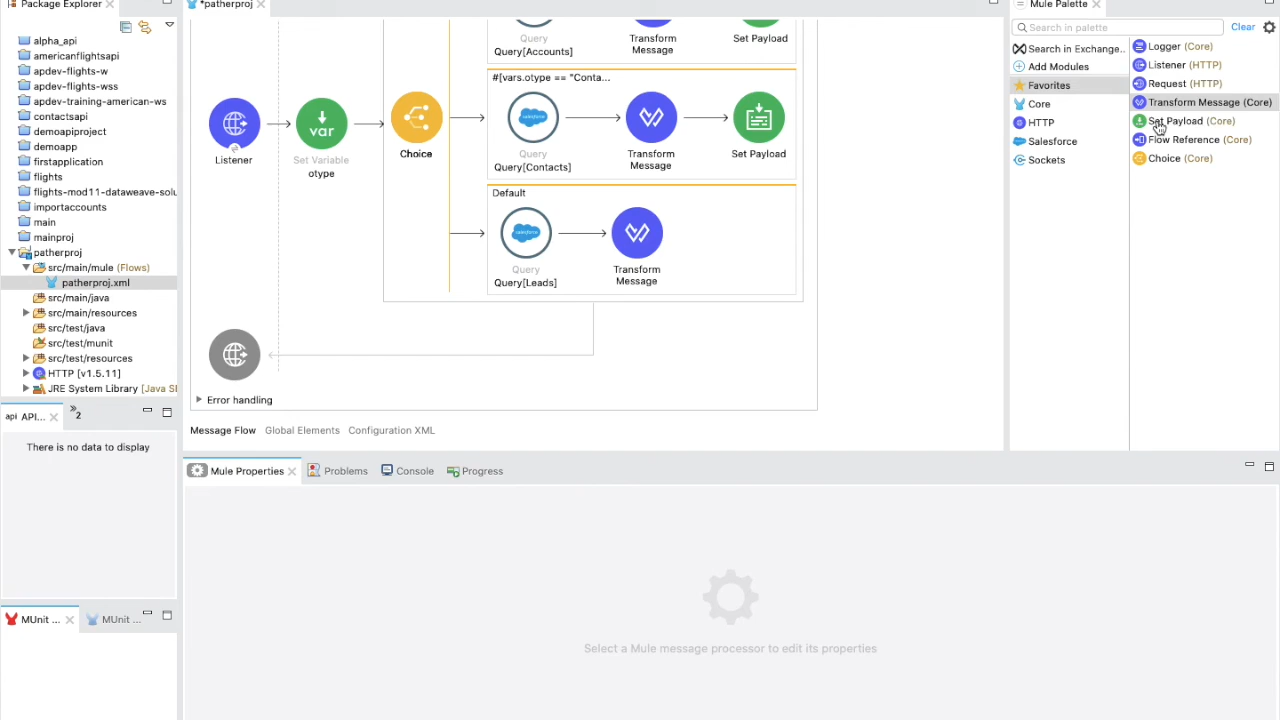 Package Explorer
*patherproj
Mule Palette
alpha_api
americanflightsapi
apdev-flights-w
apdev-flights-wss
apdev-training-american-ws
contactsapi
demoapiproject
demoapp
firstapplication
flights
flights-mod11-dataweave-solu
importaccounts
main
mainproj
patherproj
src/main/mule (Flows)
patherproj.xml
src/main/java
src/main/resources
src/test/java
src/test/munit
src/test/resources
HTTP [v1.5.11]
JRE System Library [Java SE
api API...
2
There is no data to display
MUnit ...
MUnit ...
Query
Query[Accounts]
Transform
Message
Set Payload
#[vars.otype == "Conta...
Listener
var
Set Variable
otype
Choice
salesforce
Query
Query[Contacts]
Transform
Message
Set Payload
Default
salesforce
Query
Query[Leads]
Transform
Message
Error handling
Message Flow
Global Elements
Configuration XML
Mule Properties
Problems
Console
Progress
Select a Mule message processor to edit its properties
Search in palette
Clear
Search in Exchange..
Add Modules
Favorites
Core
HTTP
Salesforce
Sockets
Logger (Core)
Listener (HTTP)
Request (HTTP)
Transform Message (Core)
Set Payload (Core)
Flow Reference (Core)
Choice (Core)